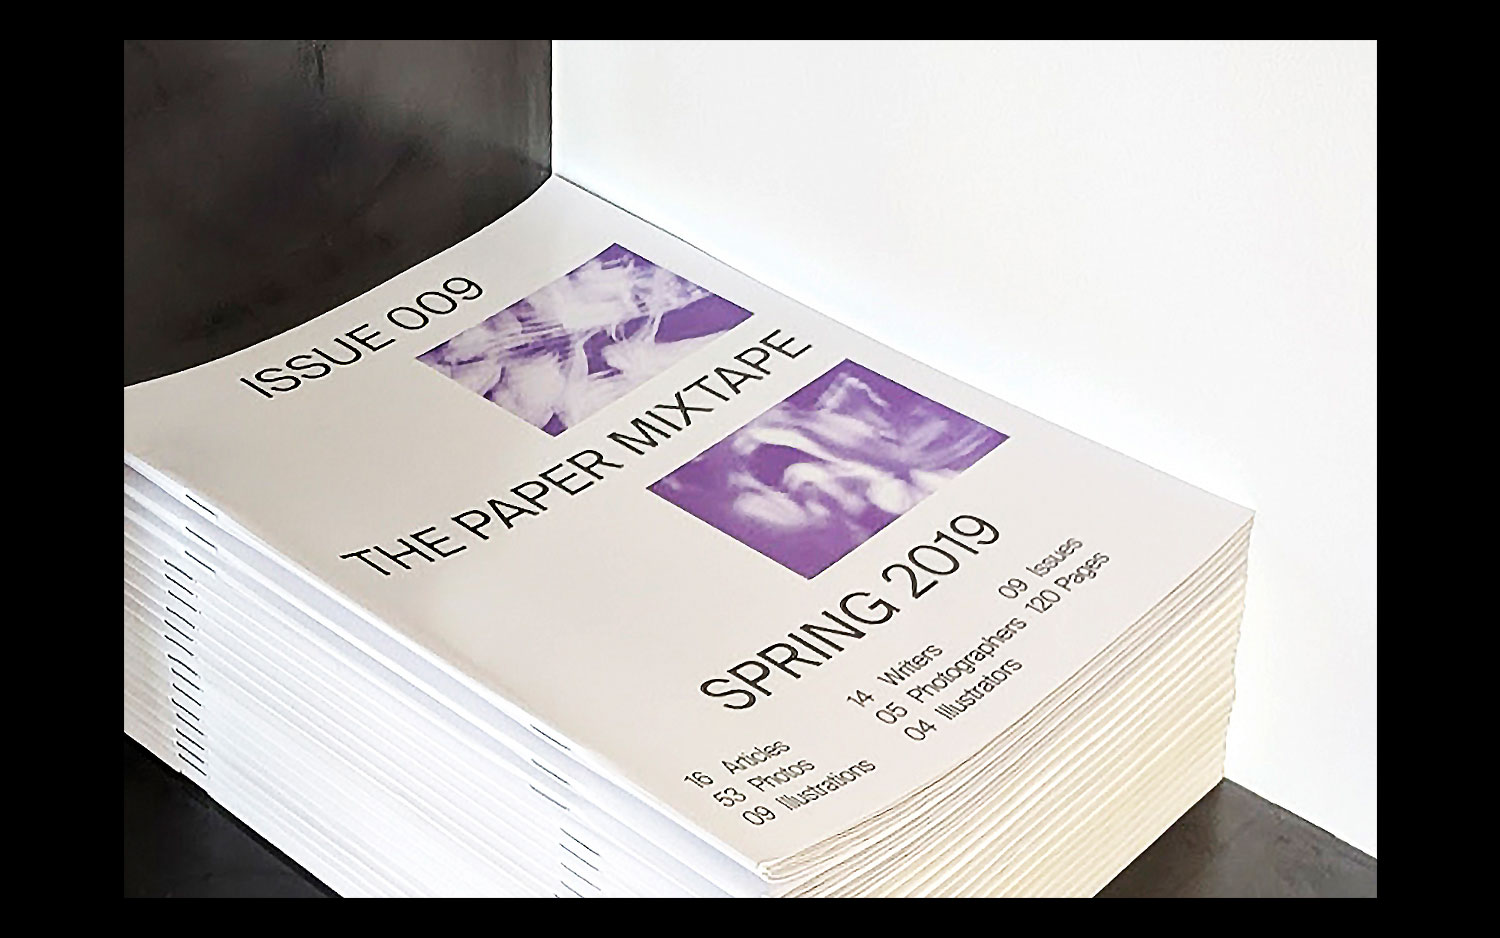 ISSUE 009
THE PAPER MIXTAPE
SPRING 2019
16 Articles
53 Photos
09 Illustrations
14 Writers
05 Photographers
04 Illustrators
09 Issues
120 Pages